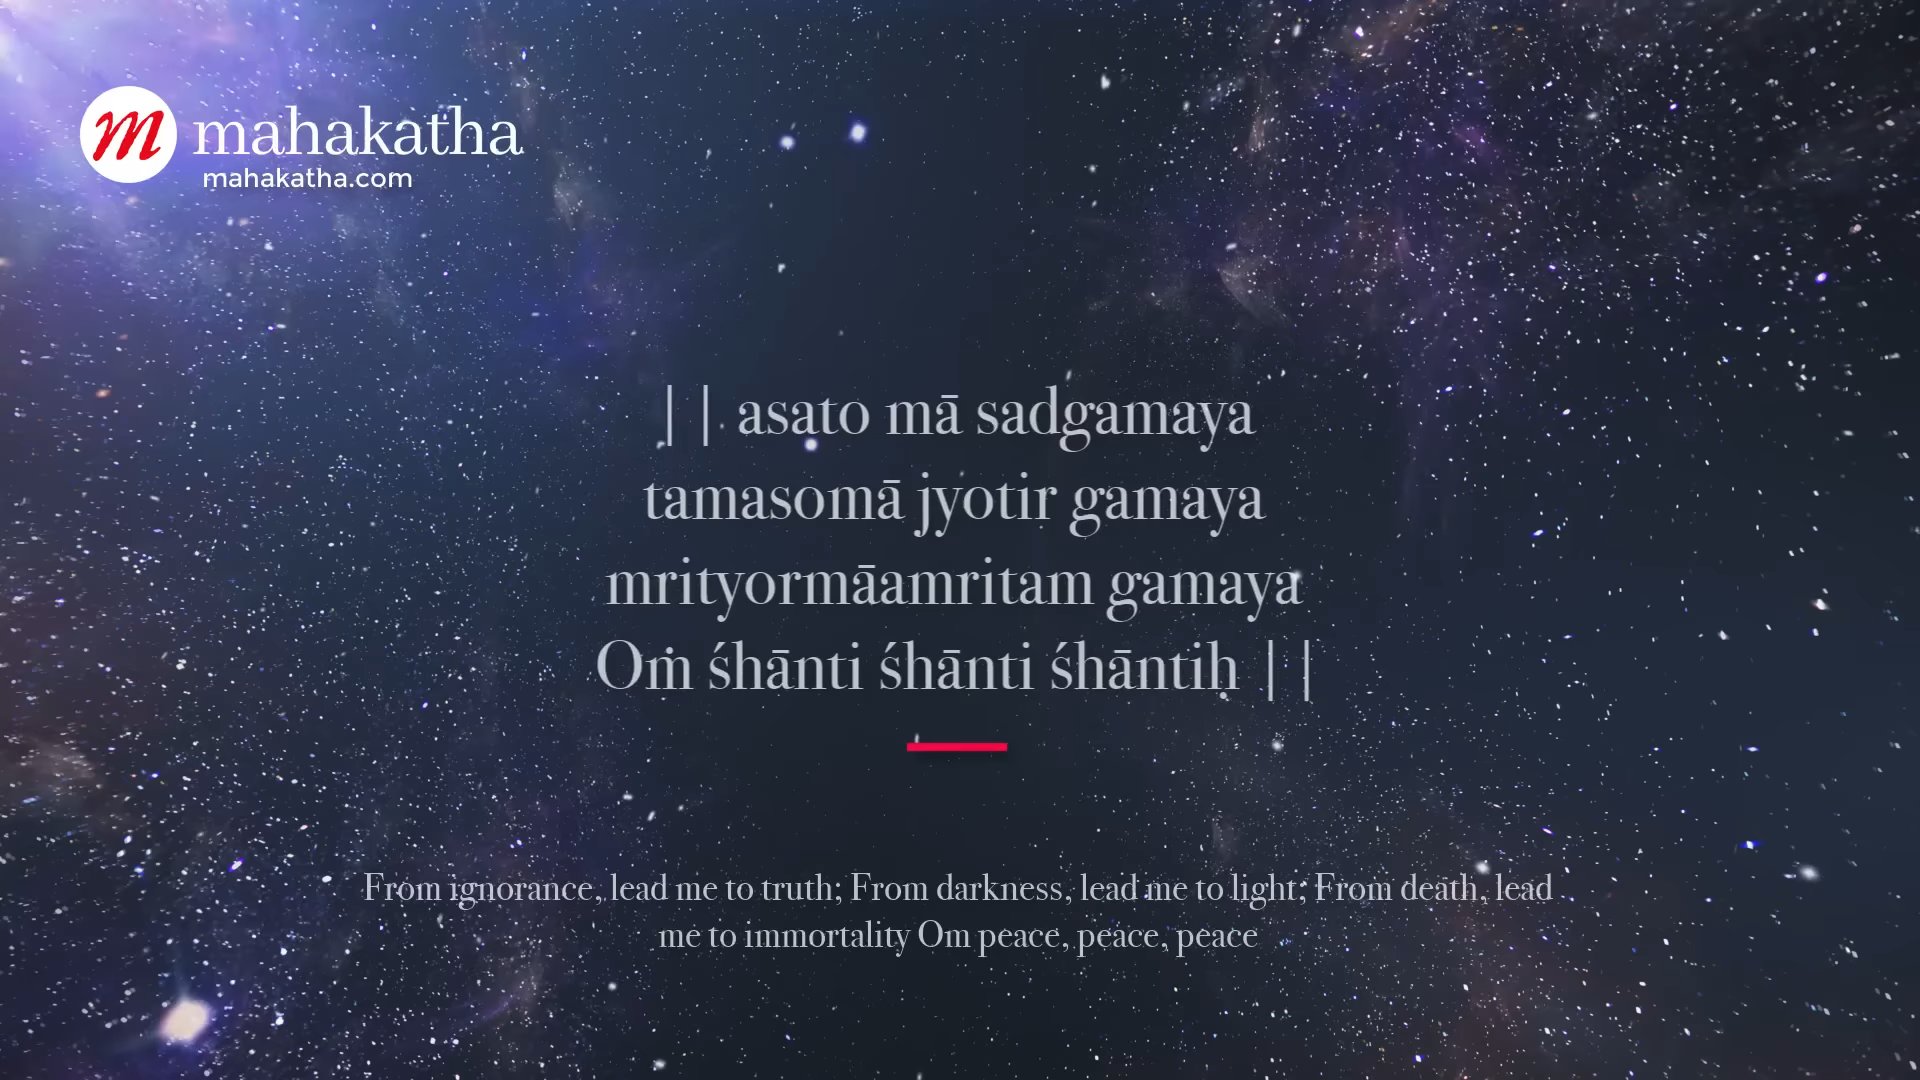 m mahakatha
mahakatha.com
|| asato mā sadgamaya
tamasomā jyotir gamaya
mrityormāamritam gamaya
Oṁ śhānti śhānti śhāntiḥ ||
From ignorance, lead me to truth; From darkness, lead me to light; From death, lead
me to immortality Om peace, peace, peace